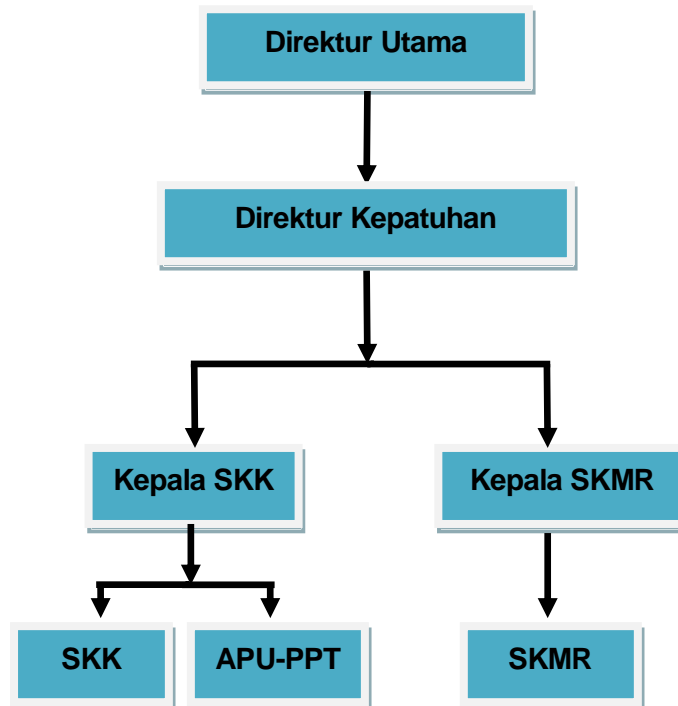 Direktur Utama
Direktur Kepatuhan
Kepala SKK
Kepala SKMR
SKK
APU-PPT
SKMR